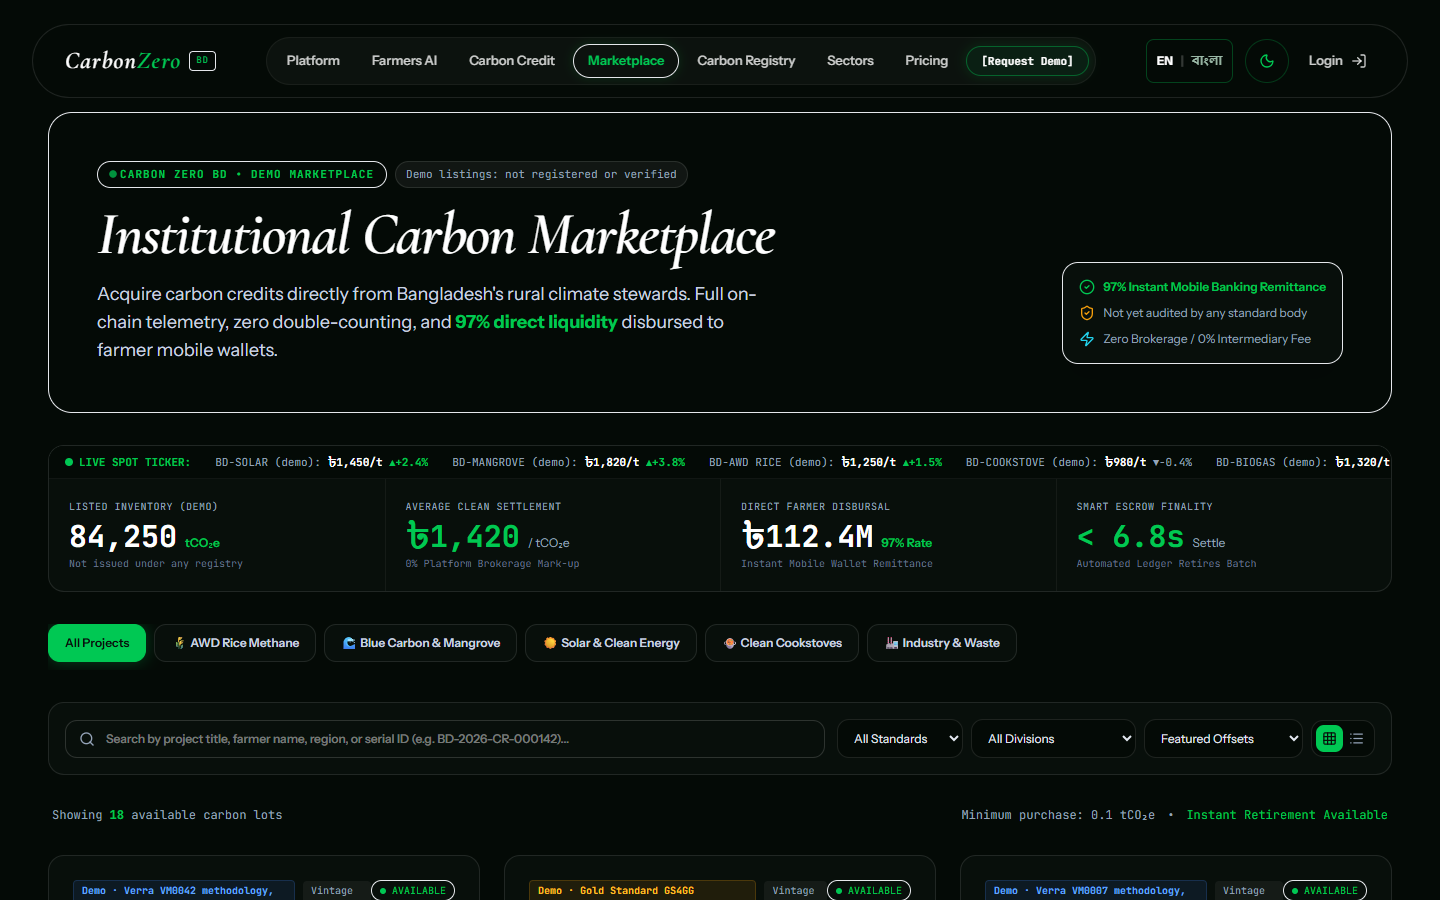 CarbonZero BD
Platform
Farmers AI
Carbon Credit
Marketplace
Carbon Registry
Sectors
Pricing
[Request Demo]
EN | বাংলা
Login
CARBON ZERO BD • DEMO MARKETPLACE
Demo listings: not registered or verified
Institutional Carbon Marketplace
Acquire carbon credits directly from Bangladesh's rural climate stewards. Full on-
chain telemetry, zero double-counting, and 97% direct liquidity disbursed to
farmer mobile wallets.
97% Instant Mobile Banking Remittance
Not yet audited by any standard body
Zero Brokerage / 0% Intermediary Fee
LIVE SPOT TICKER: BD-SOLAR (demo): ৳1,450/t ▲+2.4% BD-MANGROVE (demo): ৳1,820/t ▲+3.8% BD-AWD RICE (demo): ৳1,250/t ▲+1.5% BD-COOKSTOVE (demo): ৳980/t ▼-0.4% BD-BIOGAS (demo): ৳1,320/t
LISTED INVENTORY (DEMO)
84,250 tCO₂e
Not issued under any registry
AVERAGE CLEAN SETTLEMENT
৳1,420 / tCO₂e
0% Platform Brokerage Mark-up
DIRECT FARMER DISBURSAL
৳112.4M 97% Rate
Instant Mobile Wallet Remittance
SMART ESCROW FINALITY
< 6.8s Settle
Automated Ledger Retires Batch
All Projects
AWD Rice Methane
Blue Carbon & Mangrove
Solar & Clean Energy
Clean Cookstoves
Industry & Waste
Search by project title, farmer name, region, or serial ID (e.g. BD-2026-CR-000142)...
All Standards
All Divisions
Featured Offsets
Showing 18 available carbon lots
Minimum purchase: 0.1 tCO₂e • Instant Retirement Available
Demo · Verra VM0042 methodology,
Vintage
AVAILABLE
Demo · Gold Standard GS4GG
Vintage
AVAILABLE
Demo · Verra VM0007 methodology,
Vintage
AVAILABLE